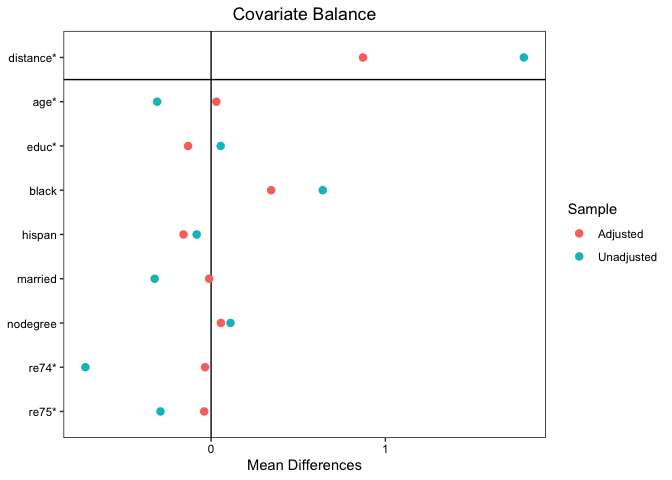 Covariate Balance
distance*
age*
educ*
black
hispan
married
nodegree
re74*
re75*
0 1
Mean Differences
Sample
Adjusted
Unadjusted